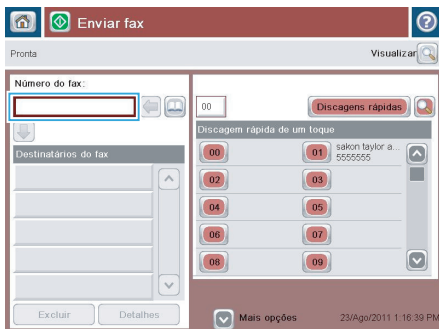 Enviar fax
Pronta
Visualizar
Número do fax:
00
Discagens rápidas
Discagem rápida de um toque
Destinatários do fax
00
01 sakon taylor a...
5555555
02
03
04
05
06
07
08
09
Excluir
Detalhes
Mais opções
23/Ago/2011 1:16:39 PM